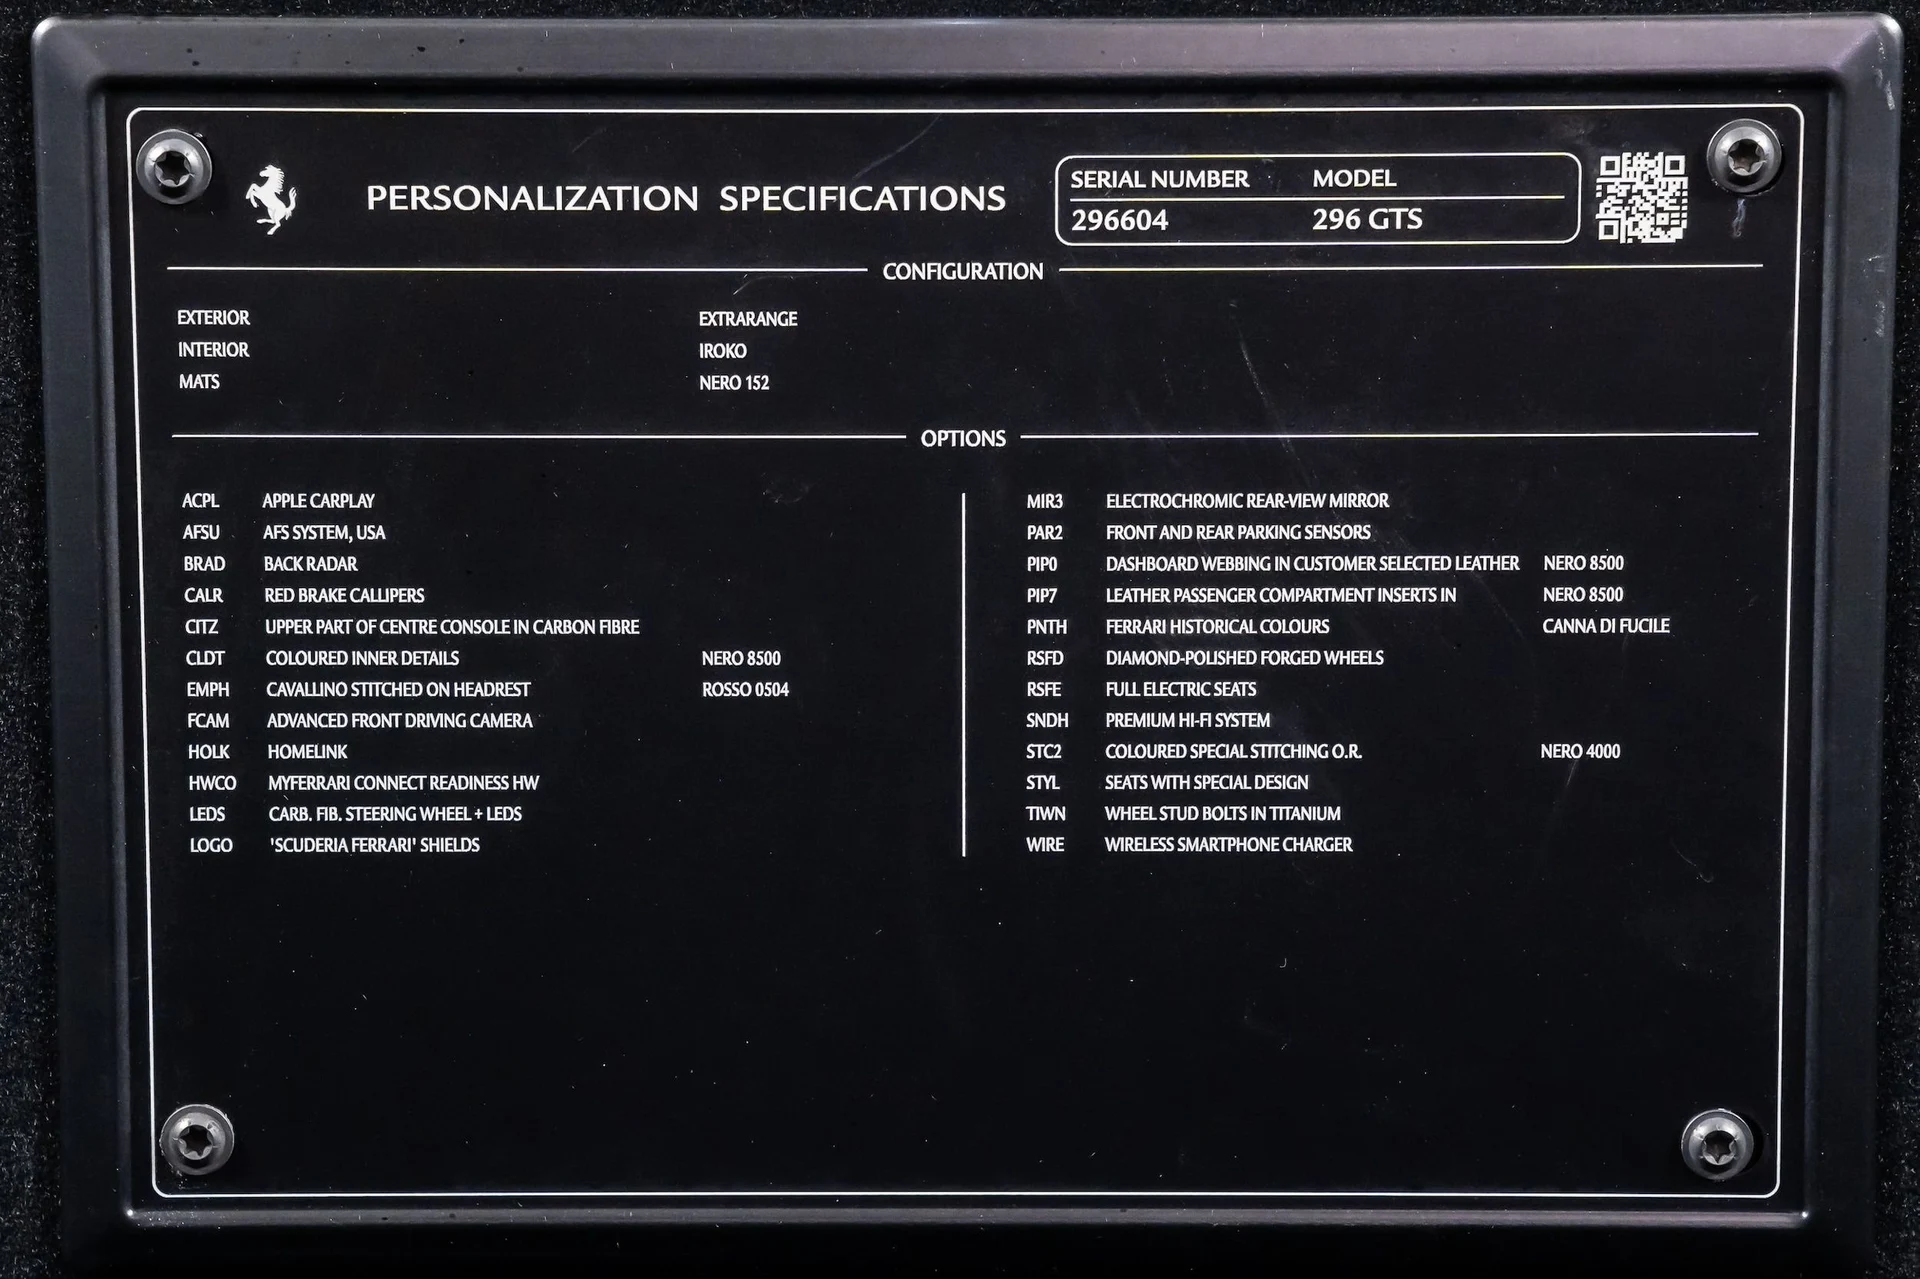 PERSONALIZATION SPECIFICATIONS
SERIAL NUMBER MODEL
296604 296 GTS
CONFIGURATION
EXTERIOR EXTRARANGE
INTERIOR IROKO
MATS NERO 152
OPTIONS
ACPL APPLE CARPLAY
AFSU AFS SYSTEM, USA
BRAD BACK RADAR
CALR RED BRAKE CALLIPERS
CITZ UPPER PART OF CENTRE CONSOLE IN CARBON FIBRE
CLDT COLOURED INNER DETAILS NERO 8500
EMPH CAVALLINO STITCHED ON HEADREST ROSSO 0504
FCAM ADVANCED FRONT DRIVING CAMERA
HOLK HOMELINK
HWCO MYFERRARI CONNECT READINESS HW
LEDS CARB. FIB. STEERING WHEEL + LEDS
LOGO 'SCUDERIA FERRARI' SHIELDS
MIR3 ELECTROCHROMIC REAR-VIEW MIRROR
PAR2 FRONT AND REAR PARKING SENSORS
PIP0 DASHBOARD WEBBING IN CUSTOMER SELECTED LEATHER NERO 8500
PIP7 LEATHER PASSENGER COMPARTMENT INSERTS IN NERO 8500
PNTH FERRARI HISTORICAL COLOURS CANNA DI FUCILE
RSFD DIAMOND-POLISHED FORGED WHEELS
RSFE FULL ELECTRIC SEATS
SNDH PREMIUM HI-FI SYSTEM
STC2 COLOURED SPECIAL STITCHING O.R. NERO 4000
STYL SEATS WITH SPECIAL DESIGN
TIWN WHEEL STUD BOLTS IN TITANIUM
WIRE WIRELESS SMARTPHONE CHARGER